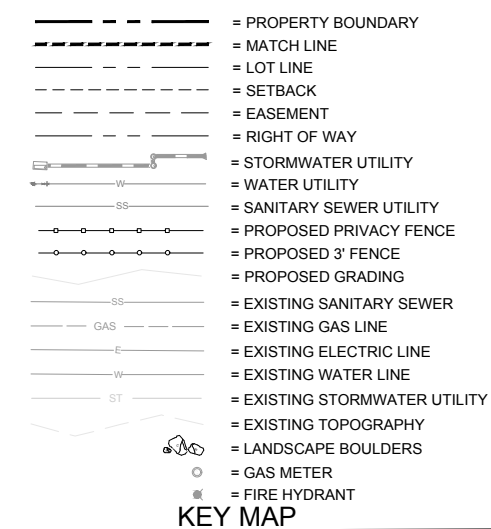 = PROPERTY BOUNDARY
= MATCH LINE
= LOT LINE
= SETBACK
= EASEMENT
= RIGHT OF WAY
= STORMWATER UTILITY
W = WATER UTILITY
SS = SANITARY SEWER UTILITY
= PROPOSED PRIVACY FENCE
= PROPOSED 3' FENCE
= PROPOSED GRADING
SS = EXISTING SANITARY SEWER
GAS = EXISTING GAS LINE
E = EXISTING ELECTRIC LINE
W = EXISTING WATER LINE
ST = EXISTING STORMWATER UTILITY
= EXISTING TOPOGRAPHY
= LANDSCAPE BOULDERS
= GAS METER
= FIRE HYDRANT
KEY MAP